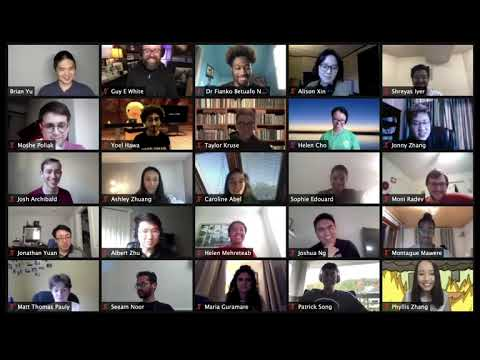 Brian Yu
Guy E White
Dr Fianko Betuafo N...
Alison Xin
Shreyas Iyer
Moshe Poliak
Yoel Hawa
Taylor Kruse
Helen Cho
Jonny Zhang
Josh Archibald
Ashley Zhuang
Caroline Abel
Sophie Edouard
Moni Radev
Jonathan Yuan
Albert Zhu
Helen Mehreteab
Joshua Ng
Montague Mawere
Matt Thomas Pauly
Seeam Noor
Maria Guramare
Patrick Song
Phyllis Zhang